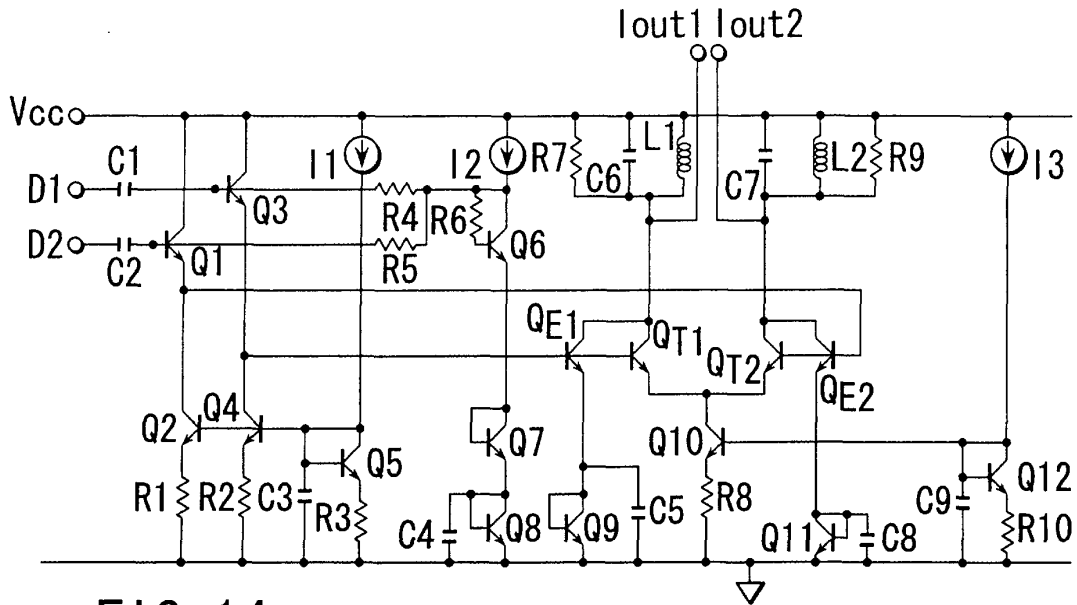 Iout1 Iout2
Vcc
C1
D1
D2
C2
Q3
Q1
I1
R4
R5
I2
R6
Q6
R7
C6
L1
C7
L2
R9
I3
QE1
QT1
QT2
QE2
Q2
Q4
Q5
Q7
Q10
Q12
R1
R2
C3
R3
C4
Q8
Q9
C5
R8
Q11
C8
C9
R10